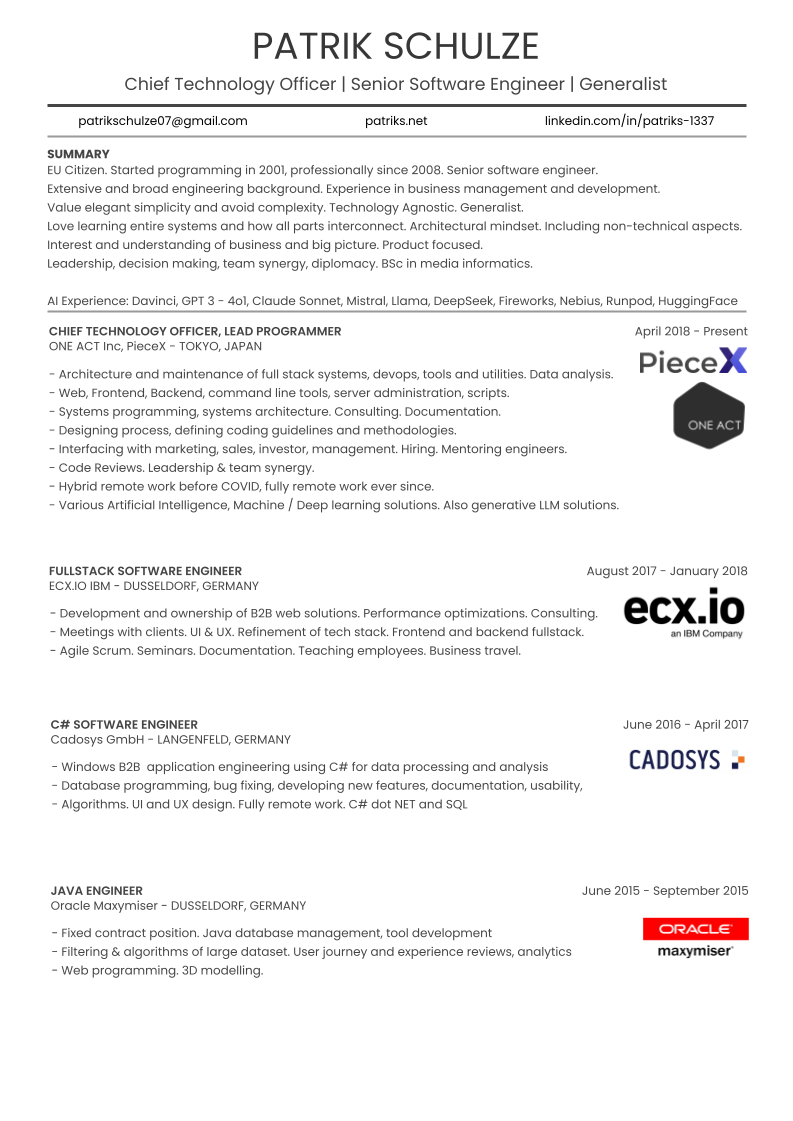 PATRIK SCHULZE
Chief Technology Officer | Senior Software Engineer | Generalist
patrikschulze07@gmail.com patriks.net linkedin.com/in/patriks-1337
SUMMARY
EU Citizen. Started programming in 2001, professionally since 2008. Senior software engineer.
Extensive and broad engineering background. Experience in business management and development.
Value elegant simplicity and avoid complexity. Technology Agnostic. Generalist.
Love learning entire systems and how all parts interconnect. Architectural mindset. Including non-technical aspects.
Interest and understanding of business and big picture. Product focused.
Leadership, decision making, team synergy, diplomacy. BSc in media informatics.
AI Experience: Davinci, GPT 3 - 4o1, Claude Sonnet, Mistral, Llama, DeepSeek, Fireworks, Nebius, Runpod, HuggingFace
CHIEF TECHNOLOGY OFFICER, LEAD PROGRAMMER April 2018 - Present
ONE ACT Inc, PieceX - TOKYO, JAPAN
PieceX
- Architecture and maintenance of full stack systems, devops, tools and utilities. Data analysis.
- Web, Frontend, Backend, command line tools, server administration, scripts.
- Systems programming, systems architecture. Consulting. Documentation.
ONE ACT
- Designing process, defining coding guidelines and methodologies.
- Interfacing with marketing, sales, investor, management. Hiring. Mentoring engineers.
- Code Reviews. Leadership & team synergy.
- Hybrid remote work before COVID, fully remote work ever since.
- Various Artificial Intelligence, Machine / Deep learning solutions. Also generative LLM solutions.
FULLSTACK SOFTWARE ENGINEER August 2017 - January 2018
ECX.IO IBM - DUSSELDORF, GERMANY
ecx.io
an IBM Company
- Development and ownership of B2B web solutions. Performance optimizations. Consulting.
- Meetings with clients. UI & UX. Refinement of tech stack. Frontend and backend fullstack.
- Agile Scrum. Seminars. Documentation. Teaching employees. Business travel.
C# SOFTWARE ENGINEER June 2016 - April 2017
Cadosys GmbH - LANGENFELD, GERMANY
CADOSYS
- Windows B2B  application engineering using C# for data processing and analysis
- Database programming, bug fixing, developing new features, documentation, usability,
- Algorithms. UI and UX design. Fully remote work. C# dot NET and SQL
JAVA ENGINEER June 2015 - September 2015
Oracle Maxymiser - DUSSELDORF, GERMANY
ORACLE
maxymiser
- Fixed contract position. Java database management, tool development
- Filtering & algorithms of large dataset. User journey and experience reviews, analytics
- Web programming. 3D modelling.